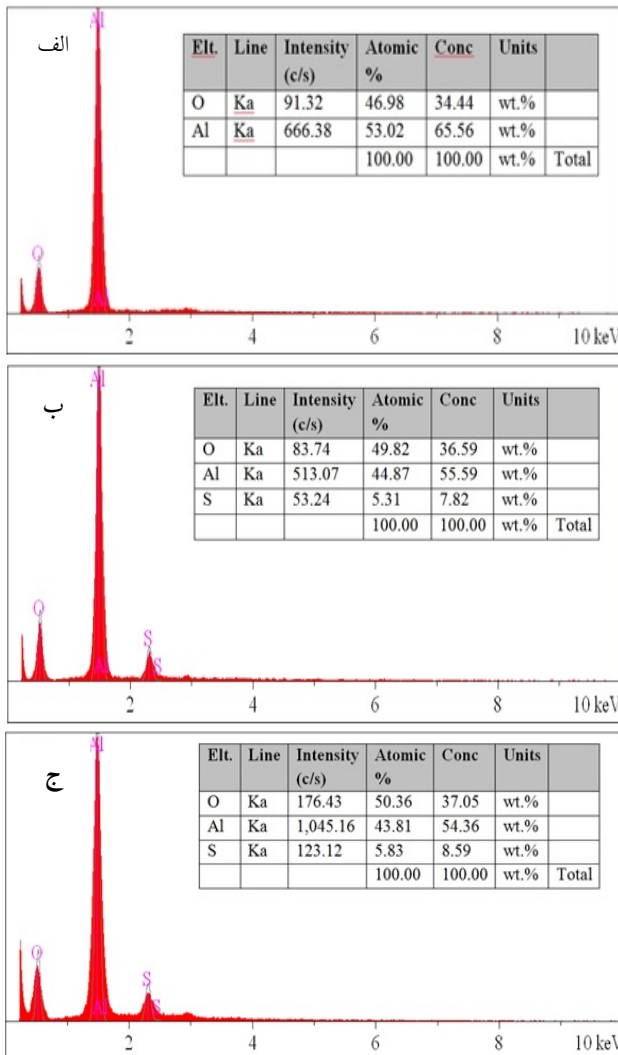 الف
Al
Elt. Line Intensity (c/s) Atomic % Conc Units
O Ka 91.32 46.98 34.44 wt.%
Al Ka 666.38 53.02 65.56 wt.%
100.00 100.00 wt.% Total
O
2 4 6 8 10 keV
ب
Al
Elt. Line Intensity (c/s) Atomic % Conc Units
O Ka 83.74 49.82 36.59 wt.%
Al Ka 513.07 44.87 55.59 wt.%
S Ka 53.24 5.31 7.82 wt.%
100.00 100.00 wt.% Total
O
S
S
2 4 6 8 10 keV
ج
Al
Elt. Line Intensity (c/s) Atomic % Conc Units
O Ka 176.43 50.36 37.05 wt.%
Al Ka 1,045.16 43.81 54.36 wt.%
S Ka 123.12 5.83 8.59 wt.%
100.00 100.00 wt.% Total
O
S
S
Al
2 4 6 8 10 keV